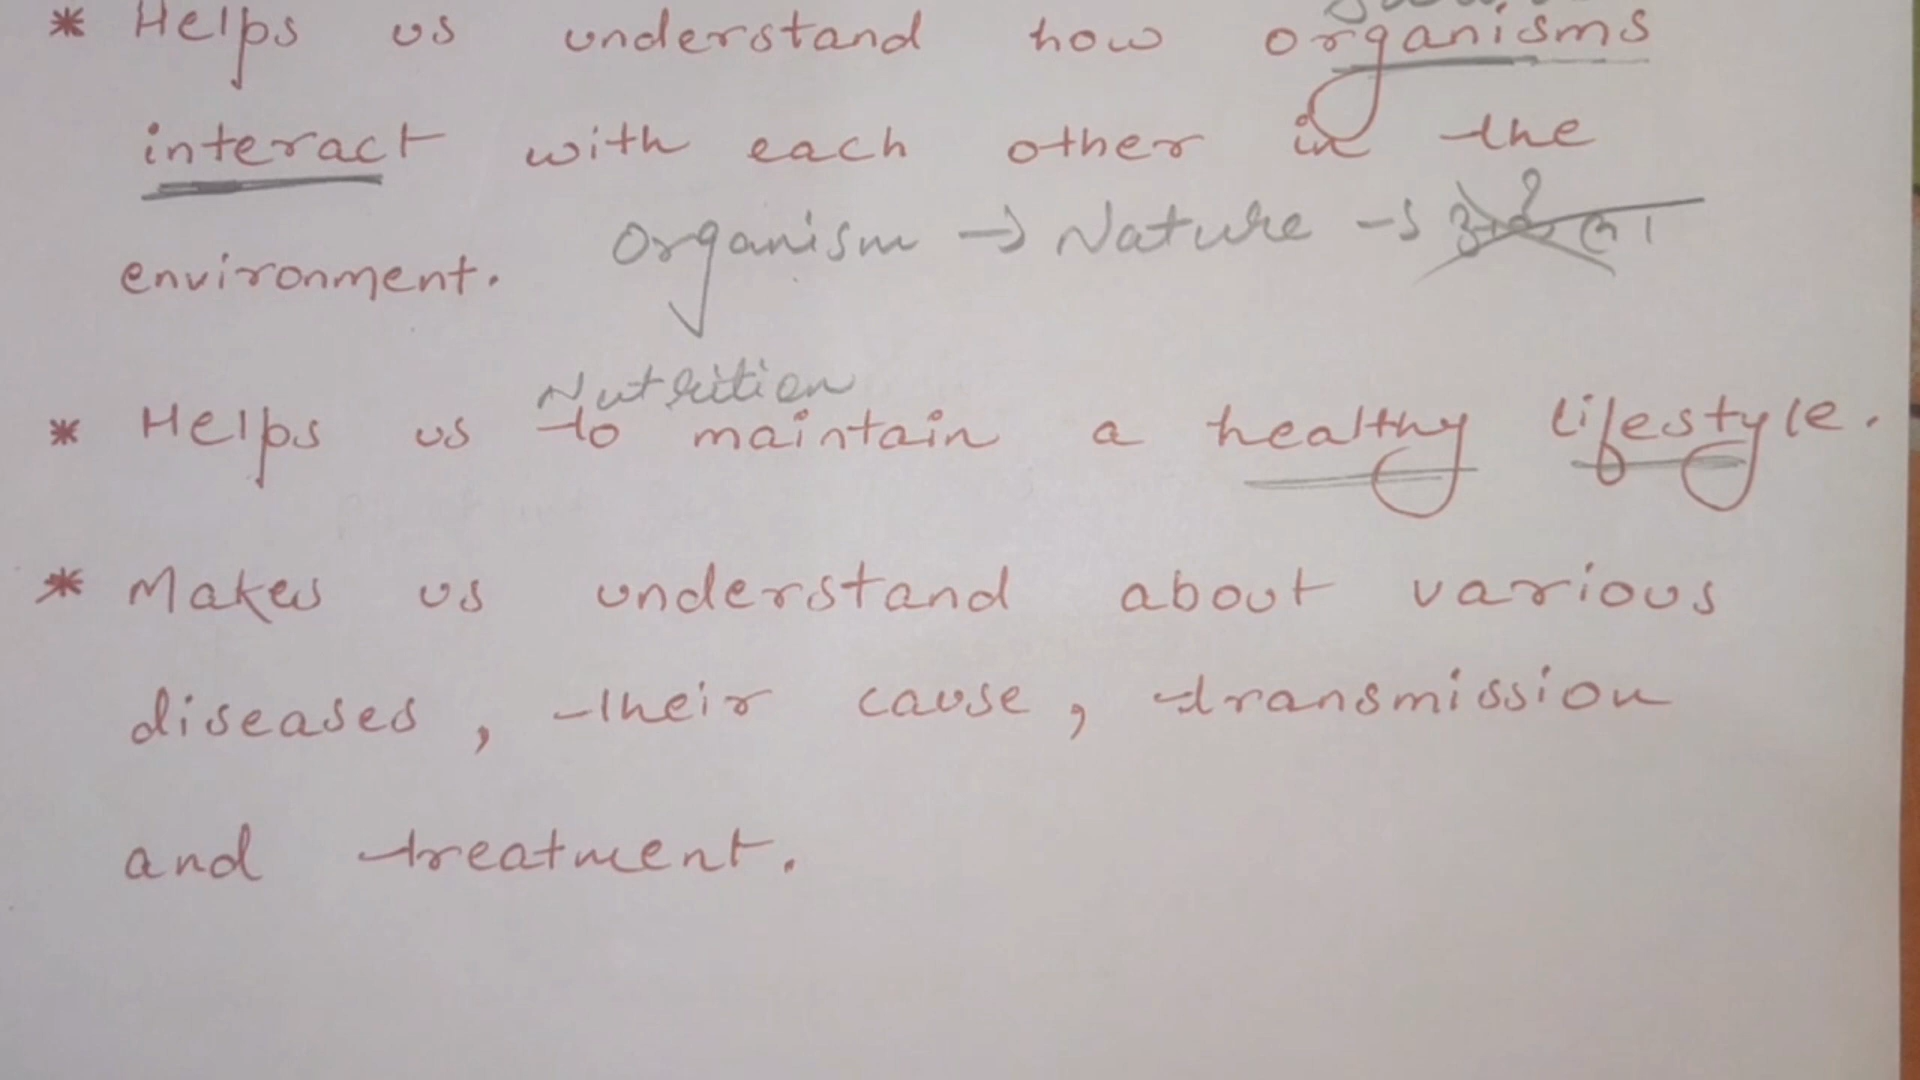 * Helps us understand how organisms
interact with each other in the
environment.
Organism → Nature →
Nutrition
* Helps us to maintain a healthy lifestyle.
* Makes us understand about various
diseases, their cause, transmission
and treatment.